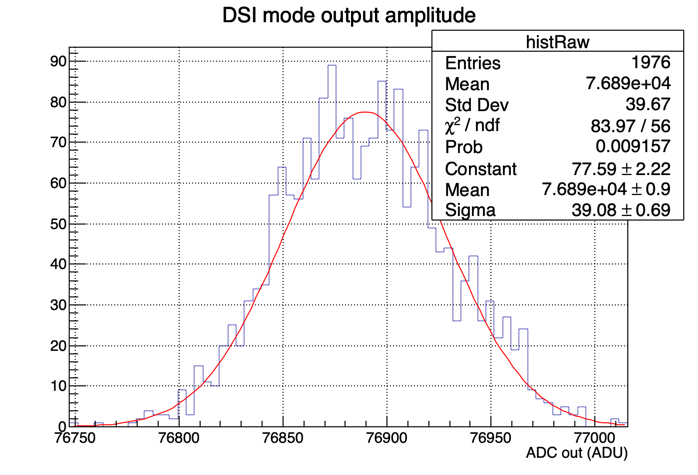 DSI mode output amplitude
histRaw
Entries 1976
Mean 7.689e+04
Std Dev 39.67
χ² / ndf 83.97 / 56
Prob 0.009157
Constant 77.59 ± 2.22
Mean 7.689e+04 ± 0.9
Sigma 39.08 ± 0.69
90
80
70
60
50
40
30
20
10
0
76750 76800 76850 76900 76950 77000
ADC out (ADU)